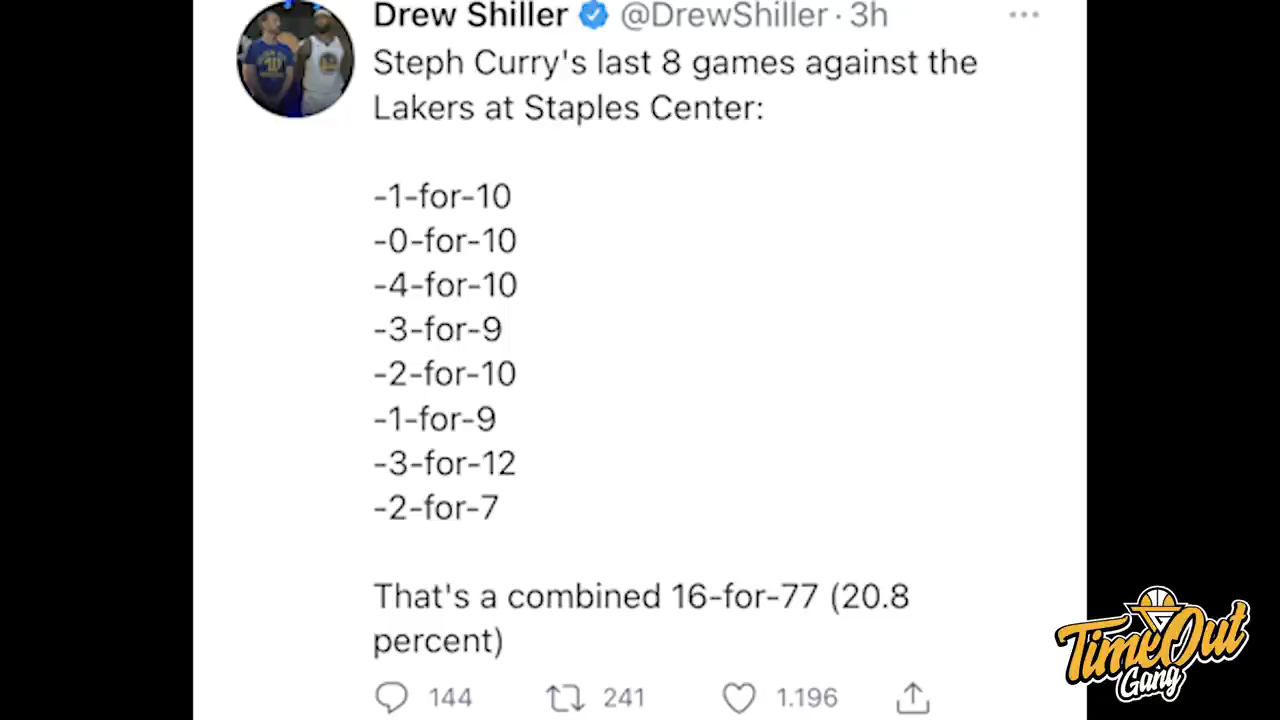 Drew Shiller @DrewShiller · 3h
Steph Curry's last 8 games against the
Lakers at Staples Center:
-1-for-10
-0-for-10
-4-for-10
-3-for-9
-2-for-10
-1-for-9
-3-for-12
-2-for-7
That's a combined 16-for-77 (20.8
percent)
144 241 1.196
TimeOut
Gang